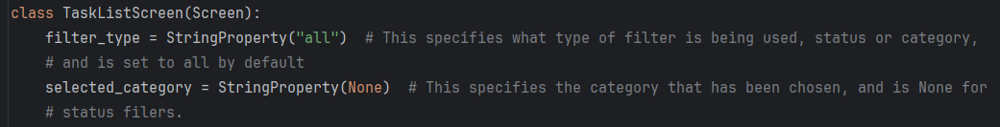 class TaskListScreen(Screen):
    filter_type = StringProperty("all")  # This specifies what type of filter is being used, status or category,
    # and is set to all by default
    selected_category = StringProperty(None)  # This specifies the category that has been chosen, and is None for
    # status filers.